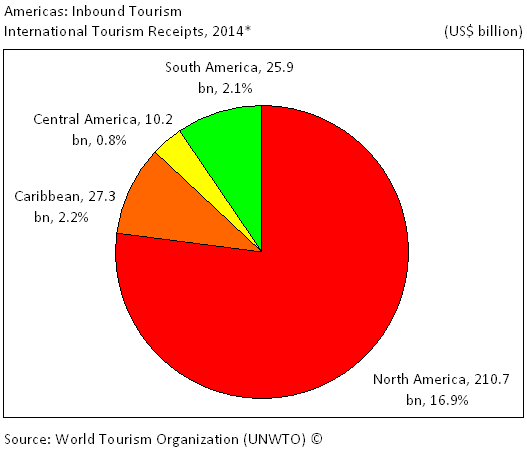 Americas: Inbound Tourism
International Tourism Receipts, 2014* (US$ billion)
South America, 25.9
bn, 2.1%
Central America, 10.2
bn, 0.8%
Caribbean, 27.3
bn, 2.2%
North America, 210.7
bn, 16.9%
Source: World Tourism Organization (UNWTO) ©